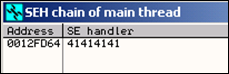 SEH chain of main thread
Address SE handler
0012FD64 41414141